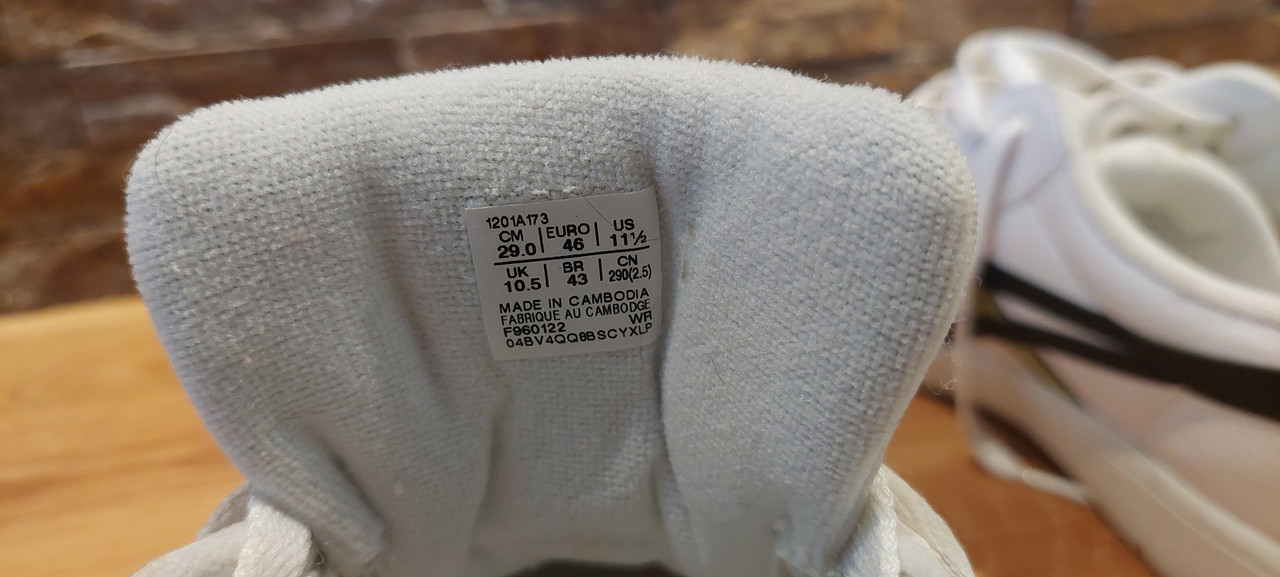 1201A173
CM EURO US
29.0 46 11½
UK BR CN
10.5 43 290(2.5)
MADE IN CAMBODIA
FABRIQUE AU CAMBODGE
F960122 WR
04BV4QQ8BSCYXLP